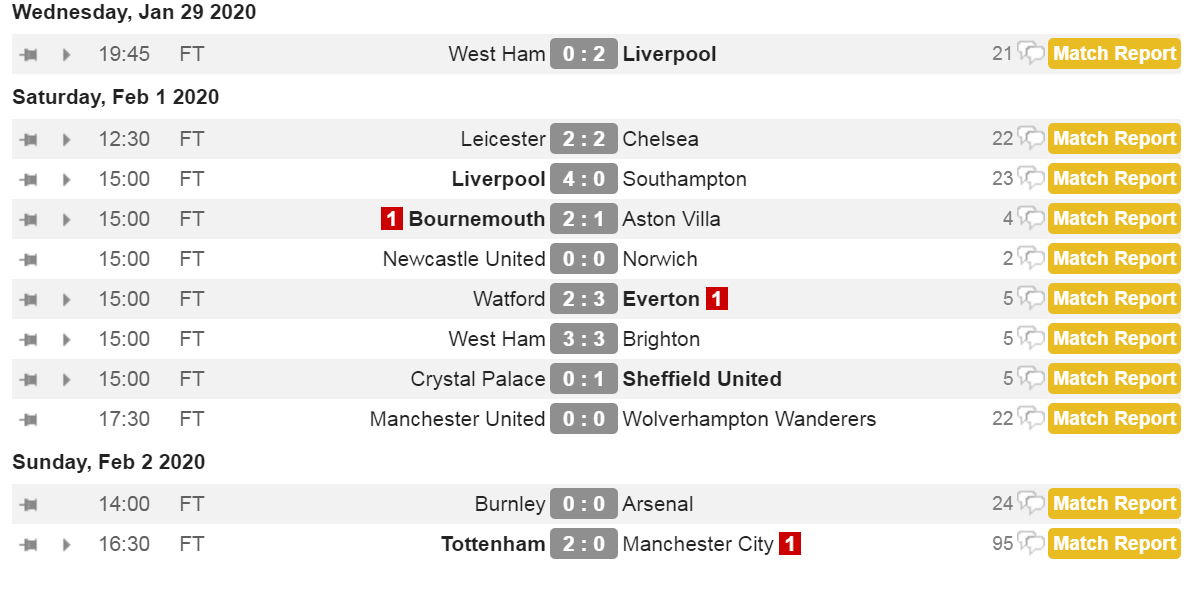 Wednesday, Jan 29 2020
19:45 FT West Ham 0 : 2 Liverpool 21 Match Report
Saturday, Feb 1 2020
12:30 FT Leicester 2 : 2 Chelsea 22 Match Report
15:00 FT Liverpool 4 : 0 Southampton 23 Match Report
15:00 FT 1 Bournemouth 2 : 1 Aston Villa 4 Match Report
15:00 FT Newcastle United 0 : 0 Norwich 2 Match Report
15:00 FT Watford 2 : 3 Everton 1 5 Match Report
15:00 FT West Ham 3 : 3 Brighton 5 Match Report
15:00 FT Crystal Palace 0 : 1 Sheffield United 5 Match Report
17:30 FT Manchester United 0 : 0 Wolverhampton Wanderers 22 Match Report
Sunday, Feb 2 2020
14:00 FT Burnley 0 : 0 Arsenal 24 Match Report
16:30 FT Tottenham 2 : 0 Manchester City 1 95 Match Report